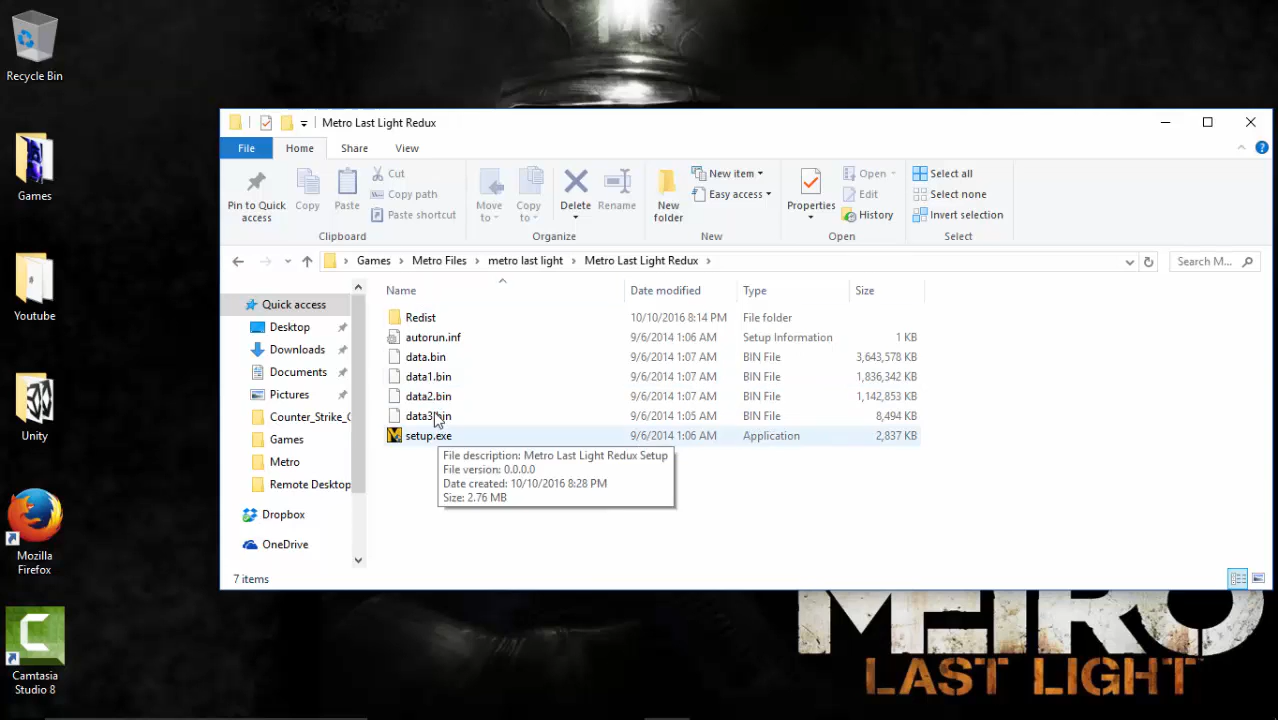 Recycle Bin
Games
Youtube
Unity
Mozilla
Firefox
Camtasia
Studio 8
Metro Last Light Redux
File
Home
Share
View
Pin to Quick
access
Copy
Paste
Cut
Copy path
Paste shortcut
Clipboard
Move
to
Copy
to
Delete
Rename
Organize
New
folder
New item
Easy access
New
Properties
Open
Edit
History
Open
Select all
Select none
Invert selection
Select
Games > Metro Files > metro last light > Metro Last Light Redux >
Search M...
Quick access
Desktop
Downloads
Documents
Pictures
Counter_Strike_
Games
Metro
Remote Desktop
Dropbox
OneDrive
Name Date modified Type Size
Redist 10/10/2016 8:14 PM File folder
autorun.inf 9/6/2014 1:06 AM Setup Information 1 KB
data.bin 9/6/2014 1:07 AM BIN File 3,643,578 KB
data1.bin 9/6/2014 1:07 AM BIN File 1,836,342 KB
data2.bin 9/6/2014 1:07 AM BIN File 1,142,853 KB
data3.bin 9/6/2014 1:05 AM BIN File 8,494 KB
setup.exe 9/6/2014 1:06 AM Application 2,837 KB
File description: Metro Last Light Redux Setup
File version: 0.0.0.0
Date created: 10/10/2016 8:28 PM
Size: 2.76 MB
7 items
METRO
LAST LIGHT